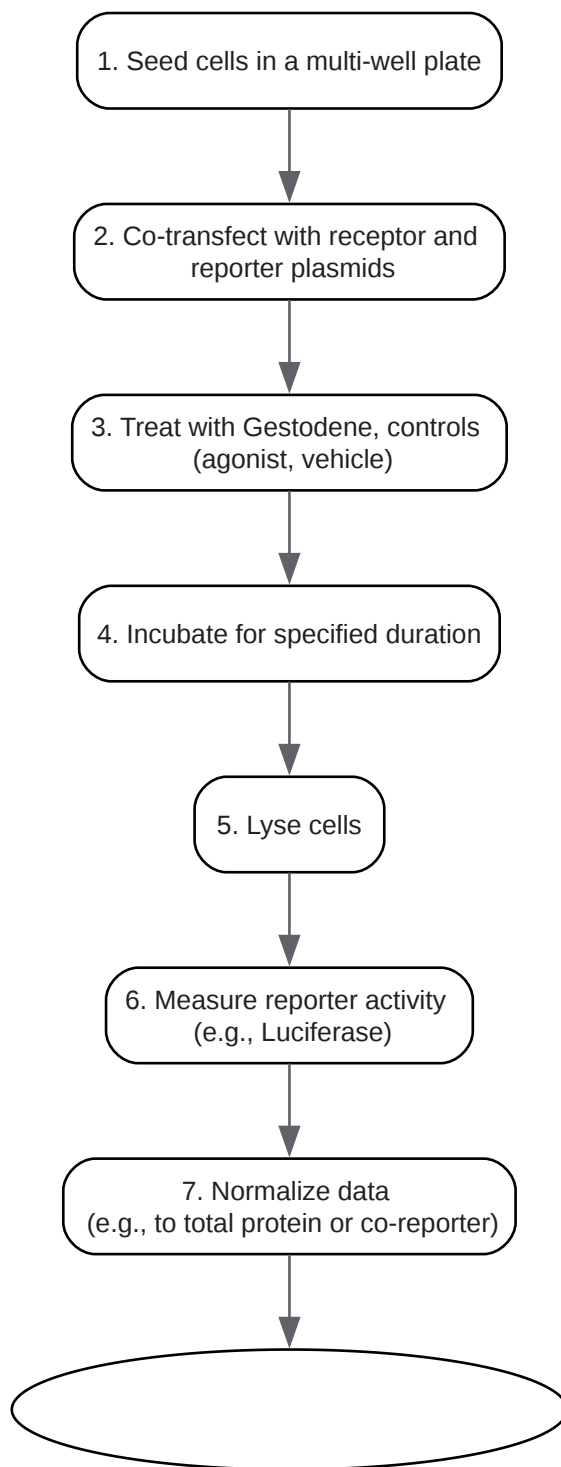 1. Seed cells in a multi-well plate
2. Co-transfect with receptor and
reporter plasmids
3. Treat with Gestodene, controls
(agonist, vehicle)
4. Incubate for specified duration
5. Lyse cells
6. Measure reporter activity
(e.g., Luciferase)
7. Normalize data
(e.g., to total protein or co-reporter)